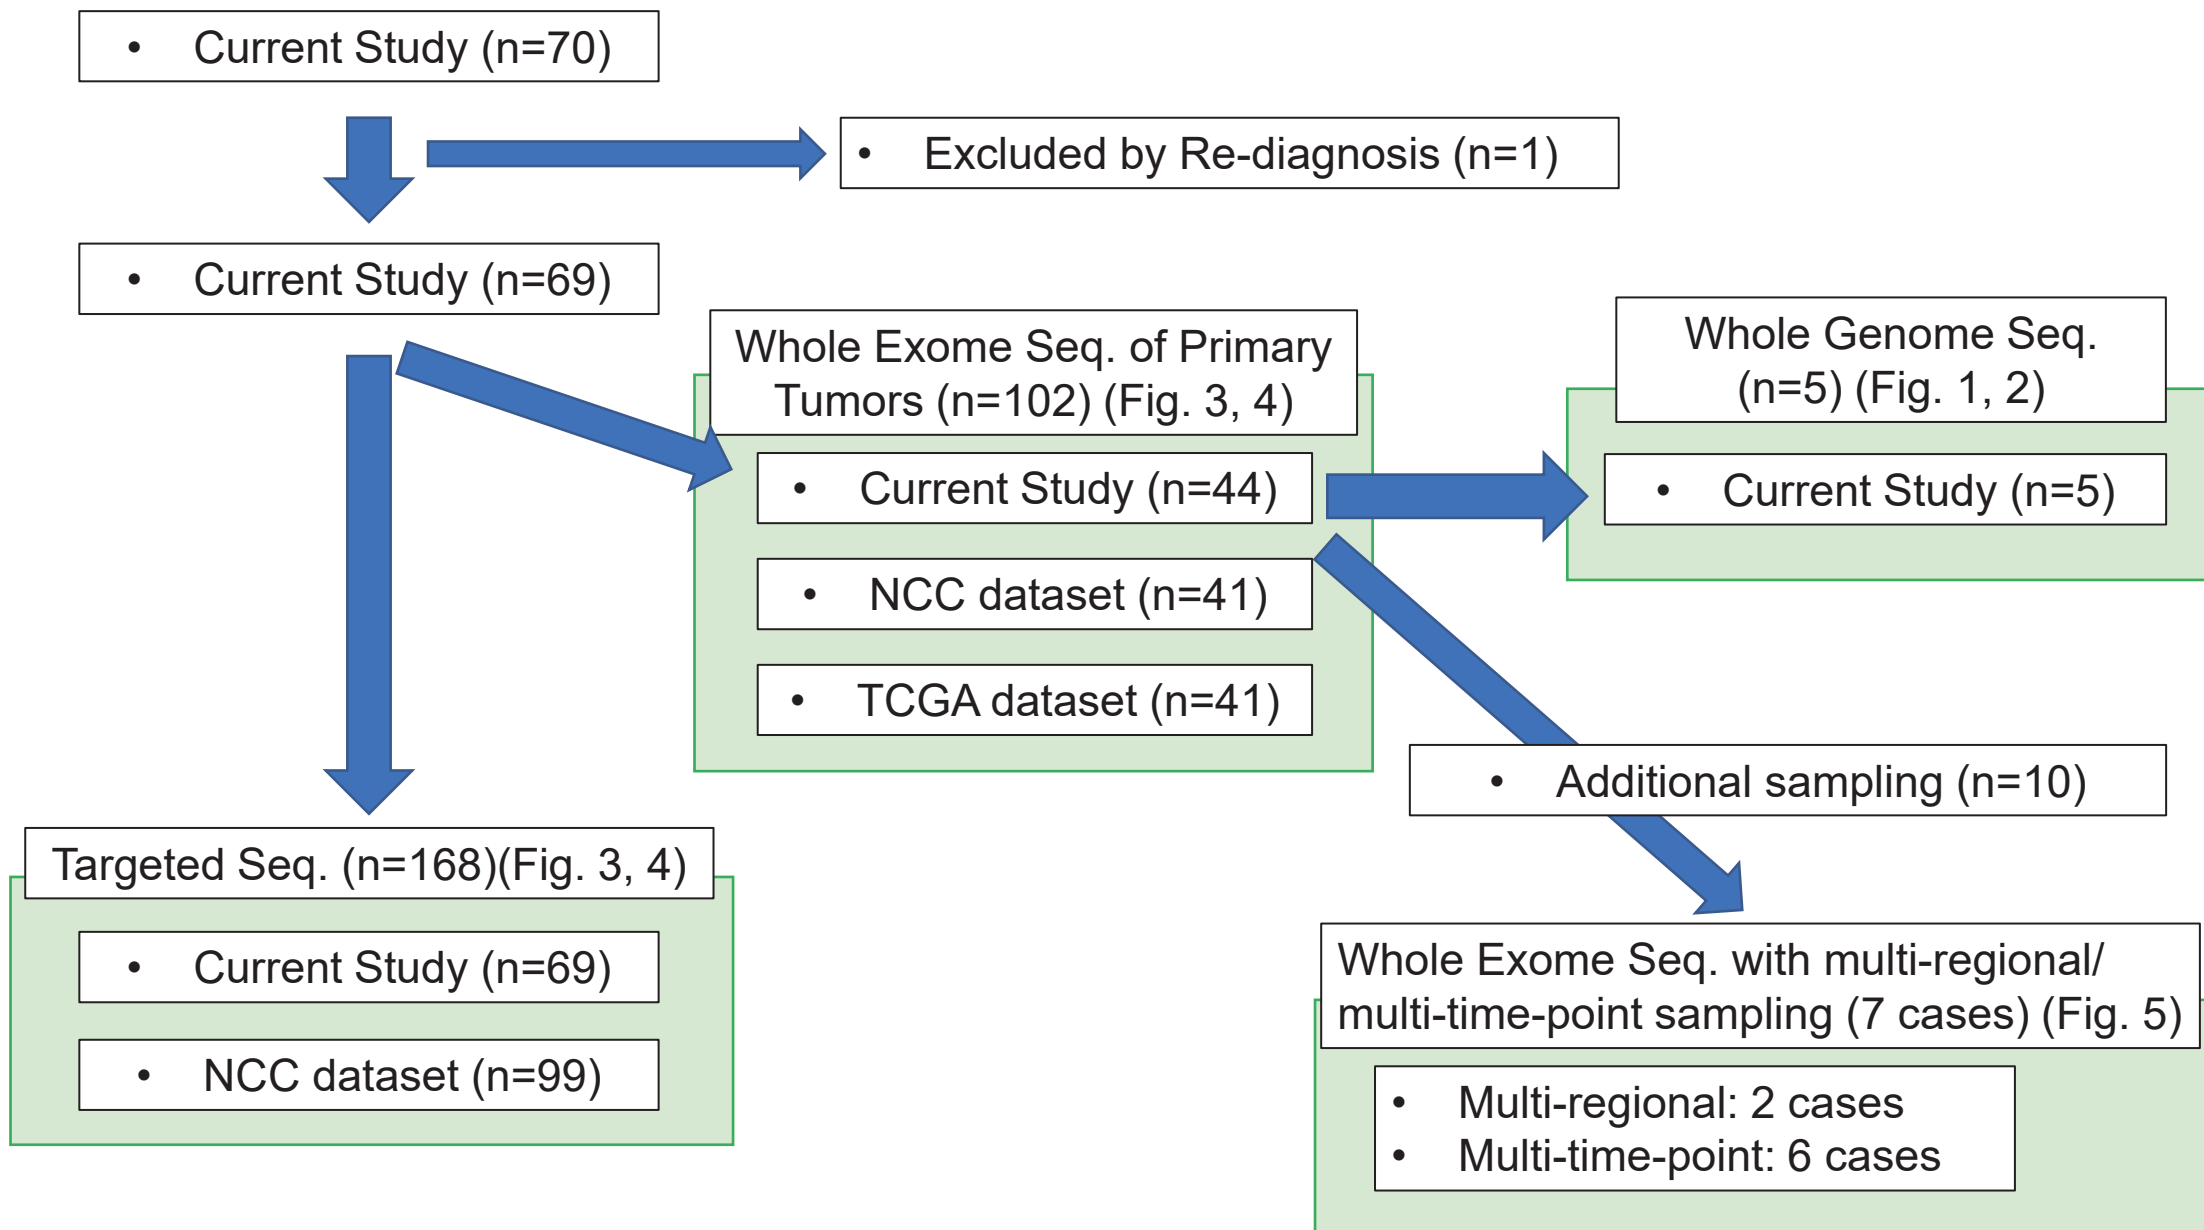 • Current Study (n=70)
• Excluded by Re-diagnosis (n=1)
• Current Study (n=69)
Whole Exome Seq. of Primary
Tumors (n=102) (Fig. 3, 4)
• Current Study (n=44)
• NCC dataset (n=41)
• TCGA dataset (n=41)
Whole Genome Seq.
(n=5) (Fig. 1, 2)
• Current Study (n=5)
• Additional sampling (n=10)
Targeted Seq. (n=168)(Fig. 3, 4)
• Current Study (n=69)
• NCC dataset (n=99)
Whole Exome Seq. with multi-regional/
multi-time-point sampling (7 cases) (Fig. 5)
• Multi-regional: 2 cases
• Multi-time-point: 6 cases